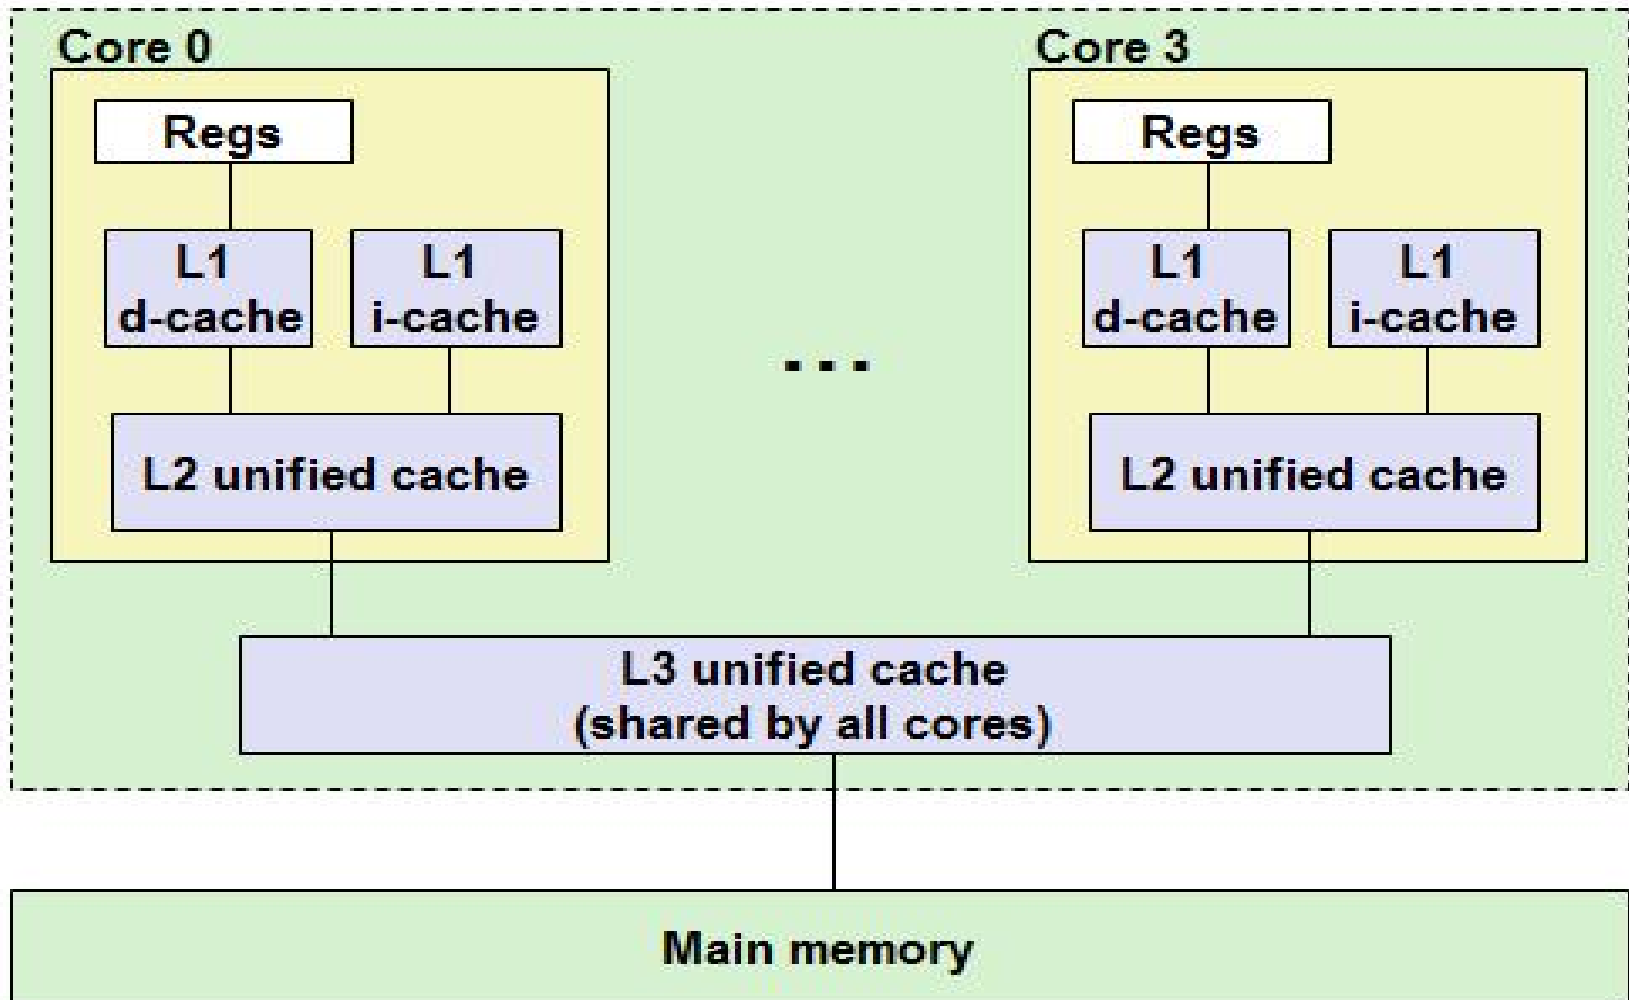 Core 0
Regs
L1
d-cache
L1
i-cache
L2 unified cache
...
Core 3
Regs
L1
d-cache
L1
i-cache
L2 unified cache
L3 unified cache
(shared by all cores)
Main memory